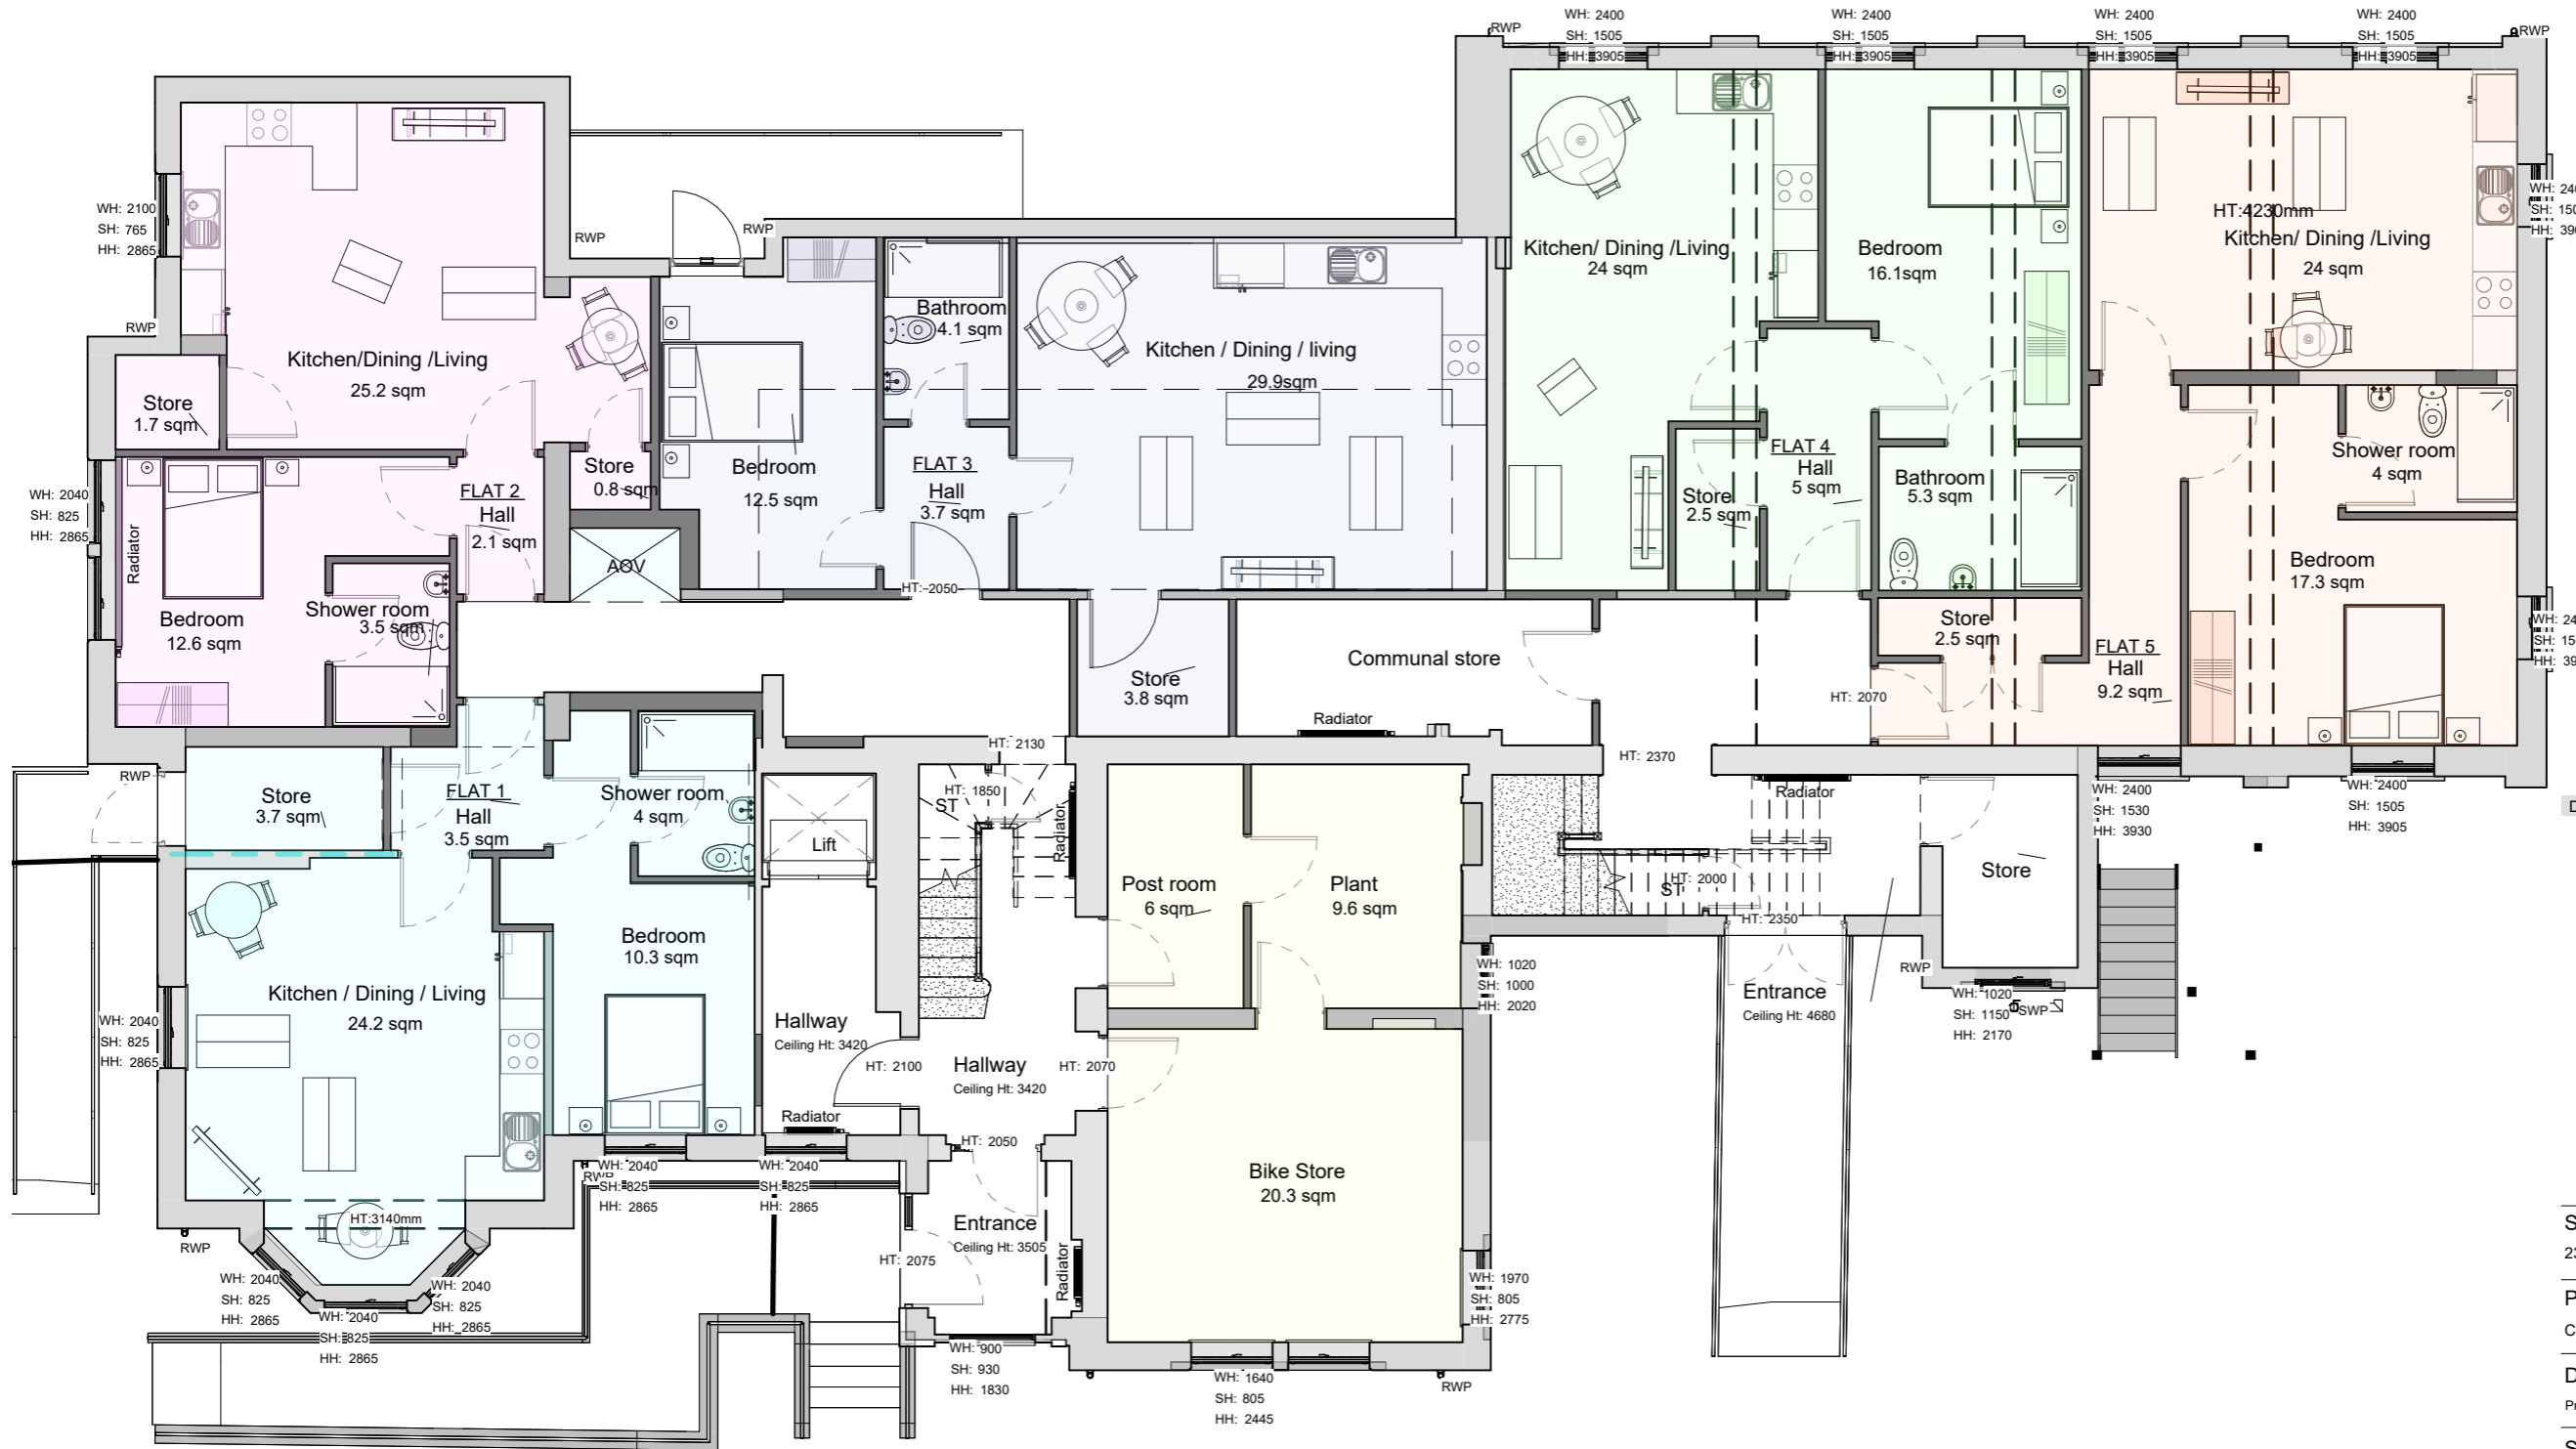 RWP
WH: 2400
SH: 1505
HH: 3905
WH: 2400
SH: 1505
HH: 3905
WH: 2400
SH: 1505
HH: 3905
WH: 2400
SH: 1505
HH: 3905
RWP
WH: 2100
SH: 765
HH: 2865
RWP
RWP
RWP
Kitchen/Dining /Living
25.2 sqm
Store
1.7 sqm
Store
0.8 sqm
FLAT 2
Hall
2.1 sqm
WH: 2040
SH: 825
HH: 2865
Radiator
Bedroom
12.6 sqm
Shower room
3.5 sqm
AOV
Bedroom
12.5 sqm
Bathroom
4.1 sqm
FLAT 3
Hall
3.7 sqm
HT: 2050
Kitchen / Dining / living
29.9sqm
Store
3.8 sqm
Communal store
Radiator
Kitchen/ Dining /Living
24 sqm
Bedroom
16.1sqm
Store
2.5 sqm
FLAT 4
Hall
5 sqm
Bathroom
5.3 sqm
HT:4230mm
Kitchen/ Dining /Living
24 sqm
Shower room
4 sqm
Bedroom
17.3 sqm
Store
2.5 sqm
FLAT 5
Hall
9.2 sqm
HT: 2070
HT: 2370
HT: 2130
RWP
Store
3.7 sqm
FLAT 1
Hall
3.5 sqm
Shower room
4 sqm
Lift
HT: 1850
ST
Radiator
Post room
6 sqm
Plant
9.6 sqm
Radiator
HT: 2000
ST
HT: 2350
Store
WH: 2400
SH: 1530
HH: 3930
WH: 2400
SH: 1505
HH: 3905
Bedroom
10.3 sqm
Kitchen / Dining / Living
24.2 sqm
WH: 2040
SH: 825
HH: 2865
Hallway
Ceiling Ht: 3420
HT: 2100
Hallway
Ceiling Ht: 3420
HT: 2070
WH: 1020
SH: 1000
HH: 2020
Entrance
Ceiling Ht: 4680
RWP
WH: 1020
SH: 1150
HH: 2170
SWP
Radiator
HT: 2050
WH: 2040
RWP
SH: 825
HH: 2865
WH: 2040
SH: 825
HH: 2865
Bike Store
20.3 sqm
HT:3140mm
RWP
Entrance
Ceiling Ht: 3505
HT: 2075
Radiator
WH: 2040
SH: 825
HH: 2865
WH: 2040
SH: 825
HH: 2865
WH: 2040
SH: 825
HH: 2865
WH: 1970
SH: 805
HH: 2775
WH: 900
SH: 930
HH: 1830
WH: 1640
SH: 805
HH: 2445
RWP